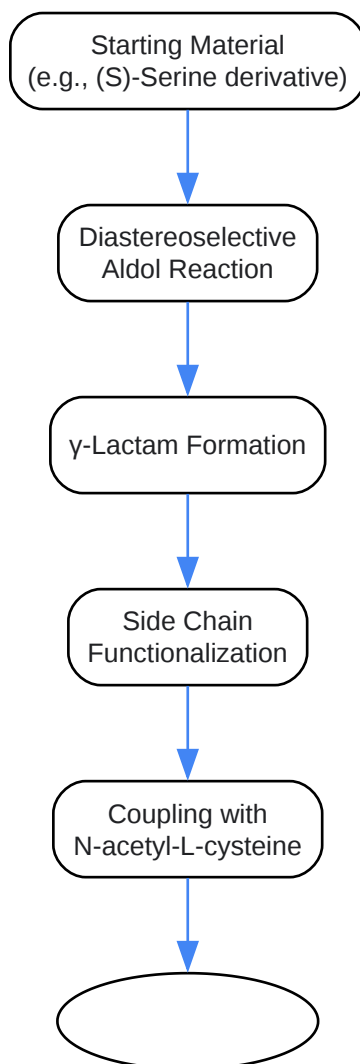 Starting Material
(e.g., (S)-Serine derivative)
Diastereoselective
Aldol Reaction
γ-Lactam Formation
Side Chain
Functionalization
Coupling with
N-acetyl-L-cysteine